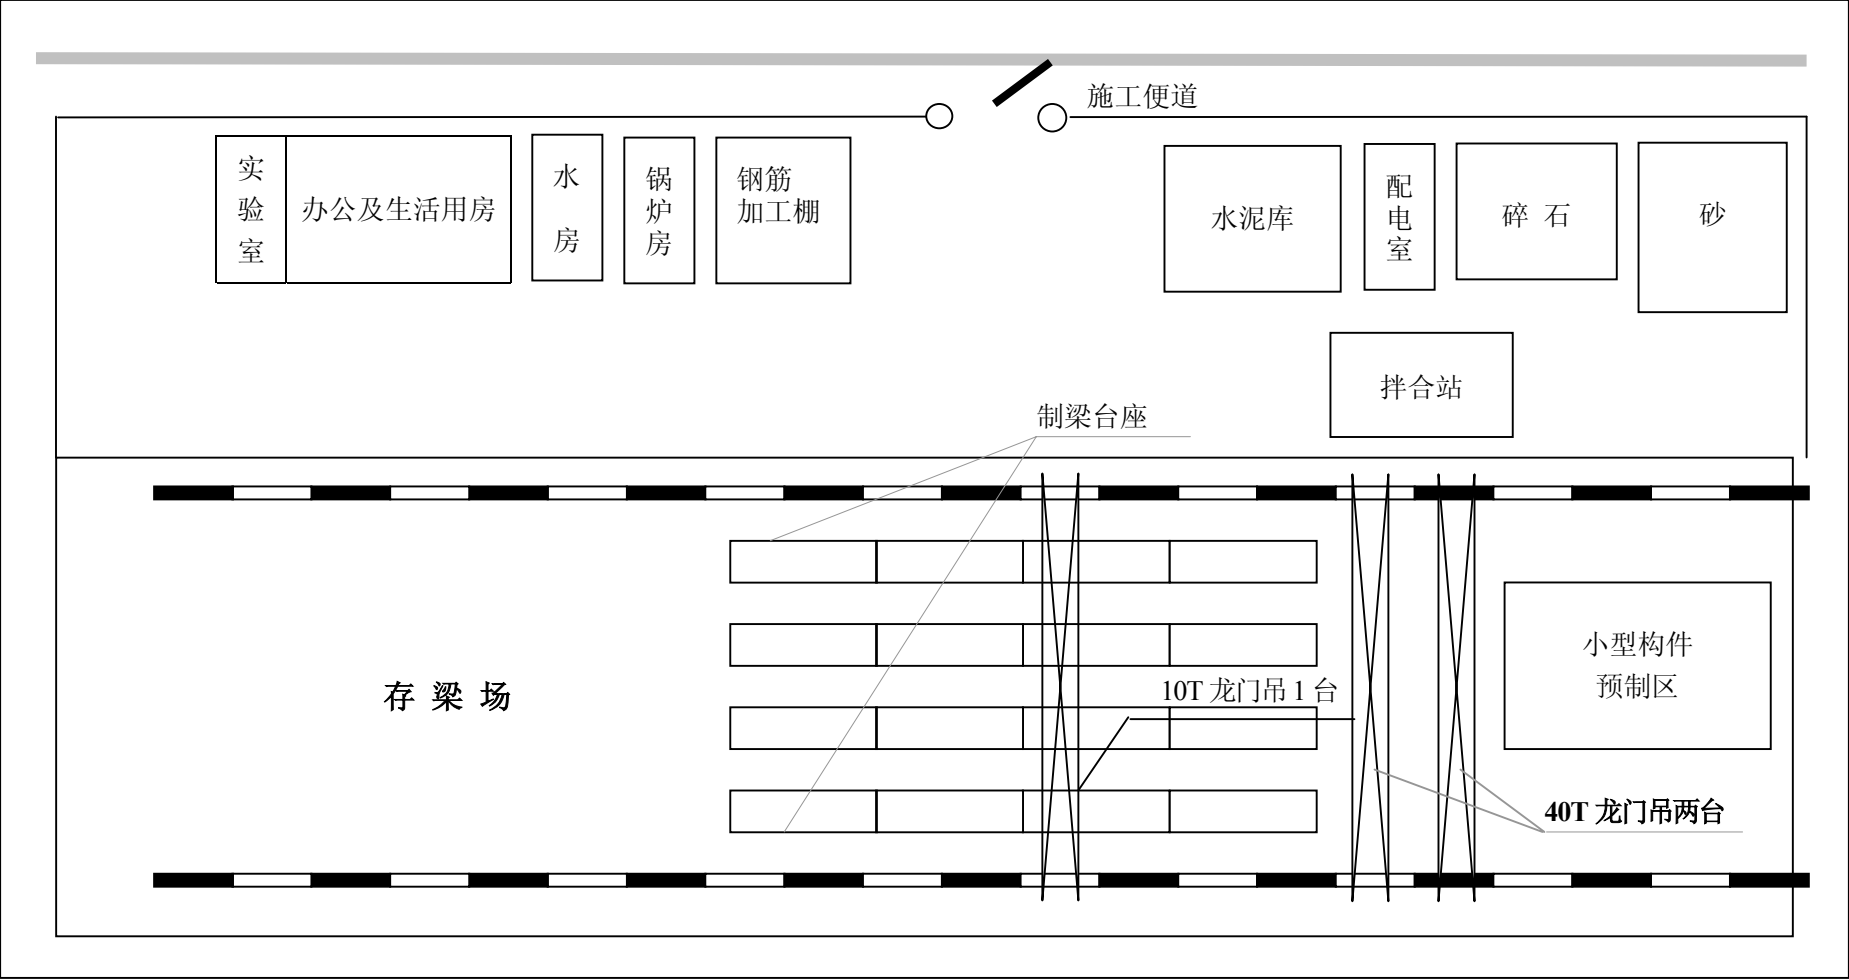 施工便道
实
验
室
办公及生活用房
水
房
锅
炉
房
钢筋
加工棚
水泥库
配
电
室
碎 石
砂
拌合站
制梁台座
存 梁 场
10T 龙门吊 1 台
小型构件
预制区
40T 龙门吊两台